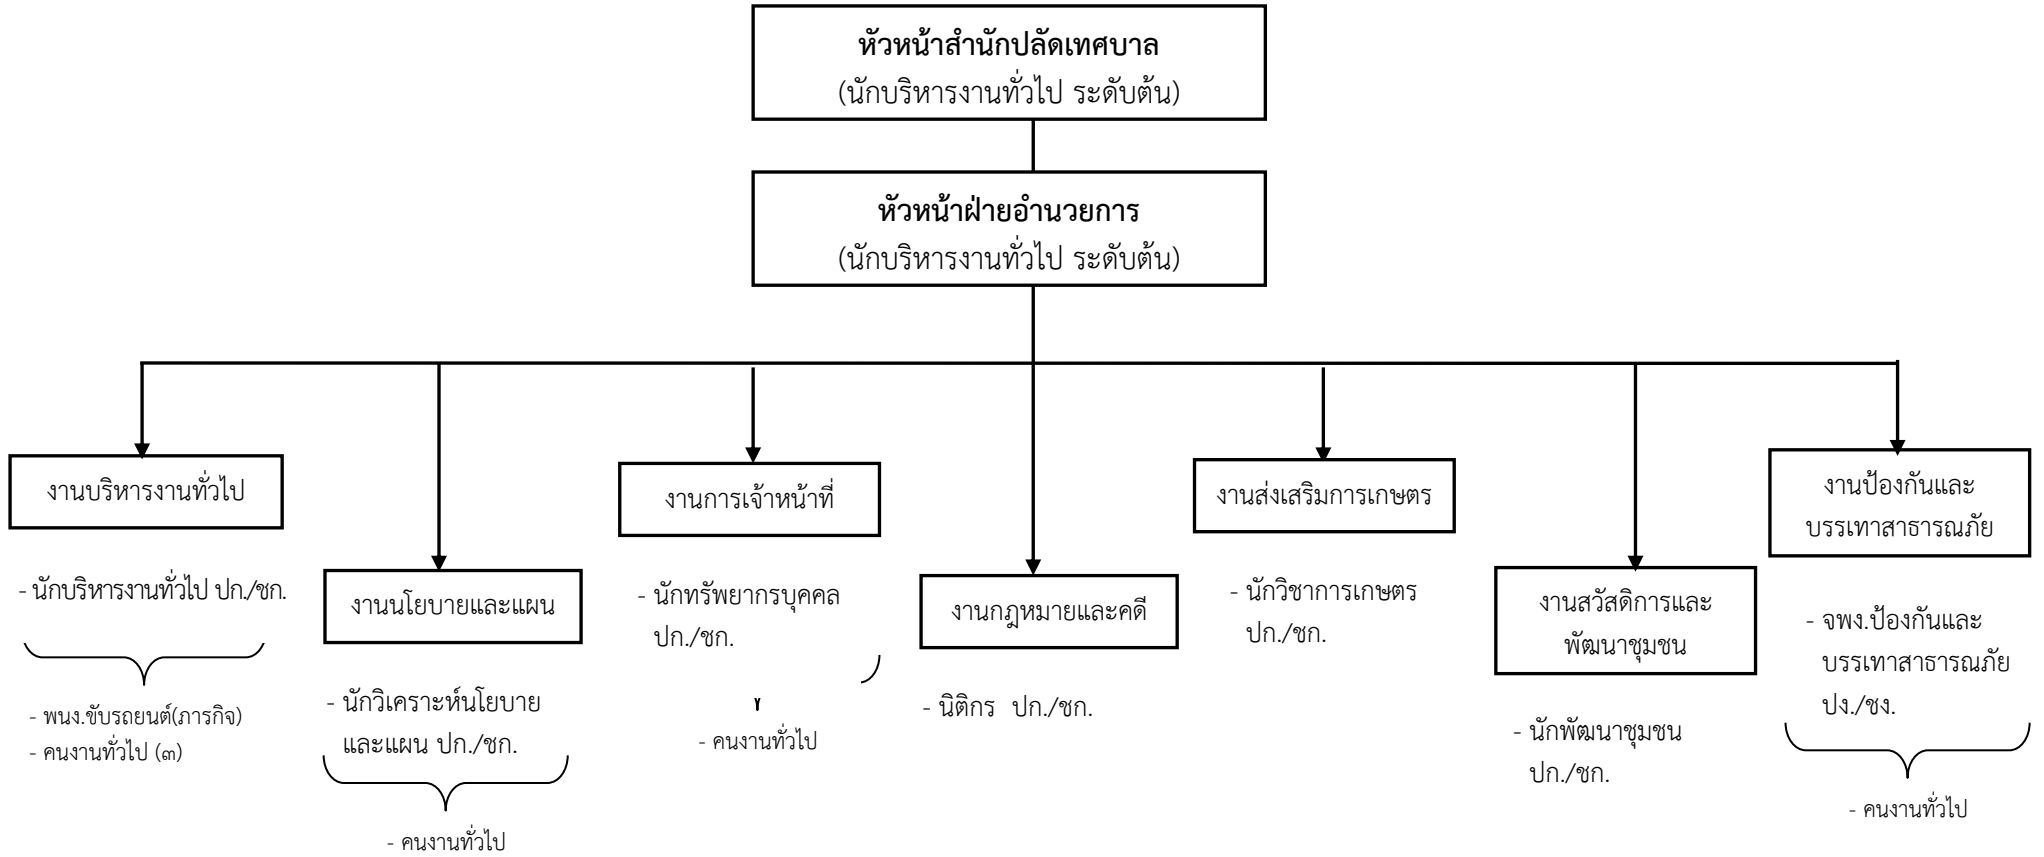 หัวหน้าสำนักปลัดเทศบาล
(นักบริหารงานทั่วไป ระดับต้น)
หัวหน้าฝ่ายอำนวยการ
(นักบริหารงานทั่วไป ระดับต้น)
งานบริหารงานทั่วไป
- นักบริหารงานทั่วไป ปก./ชก.
- พนง.ขับรถยนต์(ภารกิจ)
- คนงานทั่วไป (๓)
งานนโยบายและแผน
- นักวิเคราะห์นโยบาย
และแผน ปก./ชก.
- คนงานทั่วไป
งานการเจ้าหน้าที่
- นักทรัพยากรบุคคล
ปก./ชก.
- คนงานทั่วไป
งานกฎหมายและคดี
- นิติกร ปก./ชก.
งานส่งเสริมการเกษตร
- นักวิชาการเกษตร
ปก./ชก.
งานสวัสดิการและ
พัฒนาชุมชน
- นักพัฒนาชุมชน
ปก./ชก.
งานป้องกันและ
บรรเทาสาธารณภัย
- จพง.ป้องกันและ
บรรเทาสาธารณภัย
ปง./ชง.
- คนงานทั่วไป